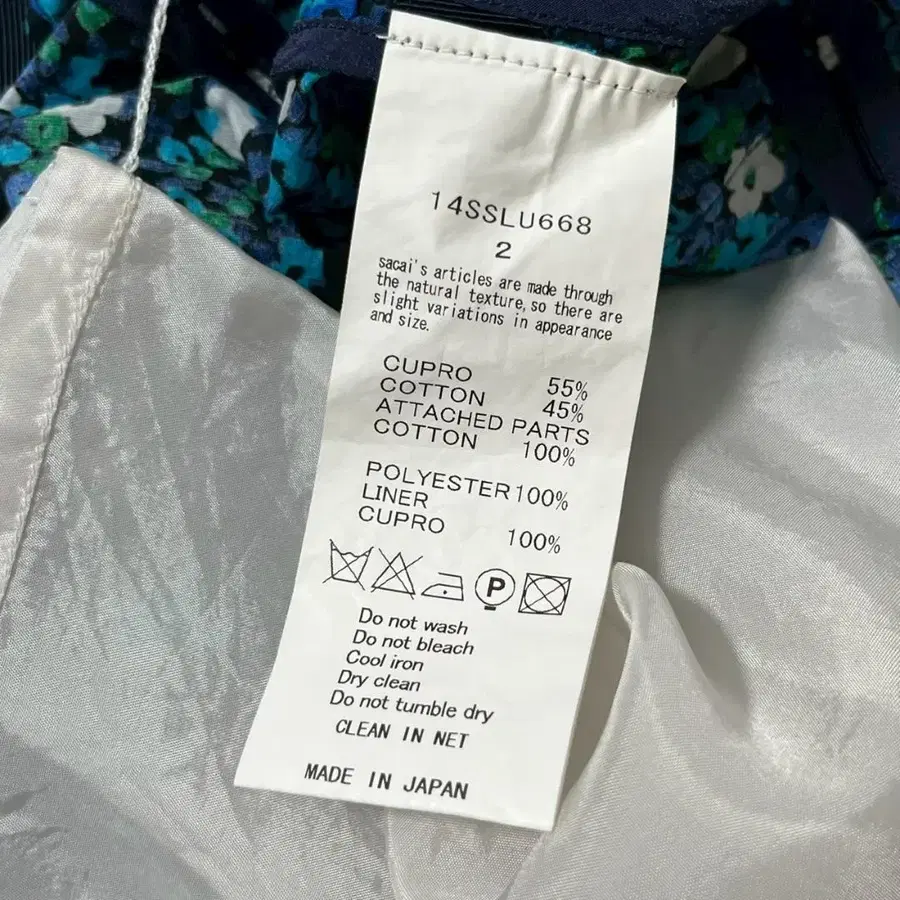 14SSLU668
2
sacai's articles are made through
the natural texture, so there are
slight variations in appearance
and size.
CUPRO 55%
COTTON 45%
ATTACHED PARTS
COTTON 100%
POLYESTER 100%
LINER
CUPRO 100%
P
Do not wash
Do not bleach
Cool iron
Dry clean
Do not tumble dry
CLEAN IN NET
MADE IN JAPAN